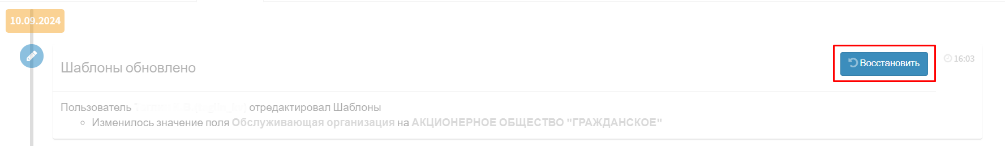 10.09.2024
Шаблоны обновлено
Восстановить
16:03
Пользователь отредактировал Шаблоны
Изменилось значение поля Обслуживающая организация на АКЦИОНЕРНОЕ ОБЩЕСТВО "ГРАЖДАНСКОЕ"